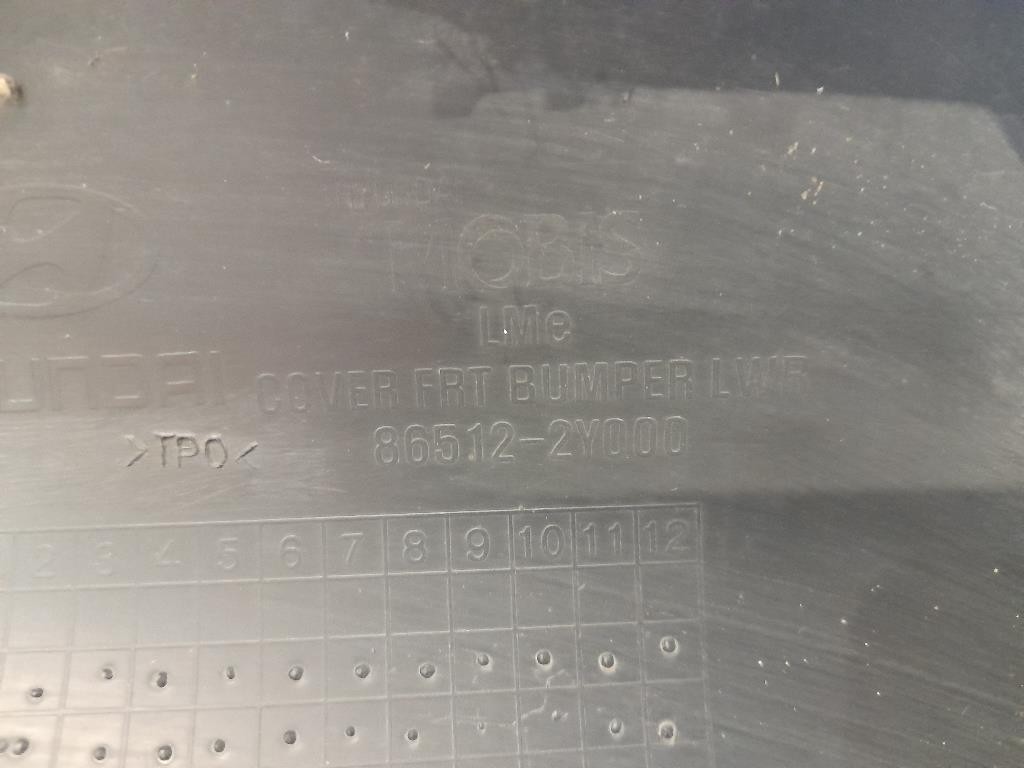 MOBIS
LMe
COVER FRT BUMPER LWR
>TPO<
86512-2Y000
2 3 4 5 6 7 8 9 10 11 12